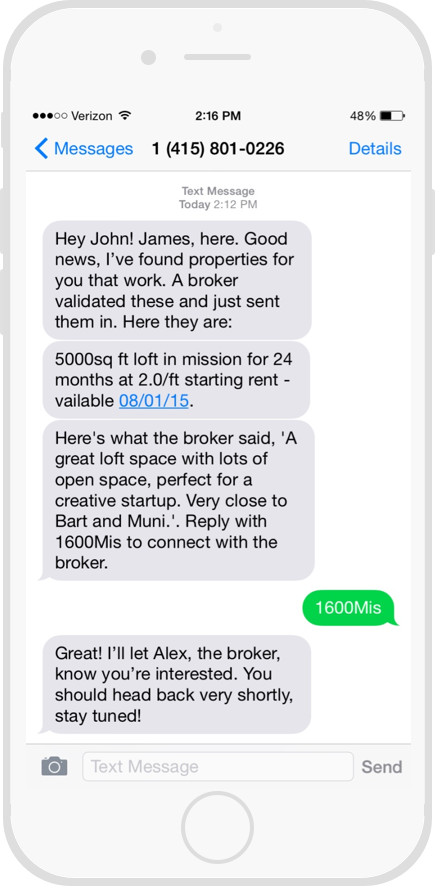 Verizon 2:16 PM 48%
Messages 1 (415) 801-0226 Details
Text Message
Today 2:12 PM
Hey John! James, here. Good
news, I've found properties for
you that work. A broker
validated these and just sent
them in. Here they are:
5000sq ft loft in mission for 24
months at 2.0/ft starting rent -
vailable 08/01/15.
Here's what the broker said, 'A
great loft space with lots of
open space, perfect for a
creative startup. Very close to
Bart and Muni.'. Reply with
1600Mis to connect with the
broker.
1600Mis
Great! I'll let Alex, the broker,
know you're interested. You
should head back very shortly,
stay tuned!
Text Message Send